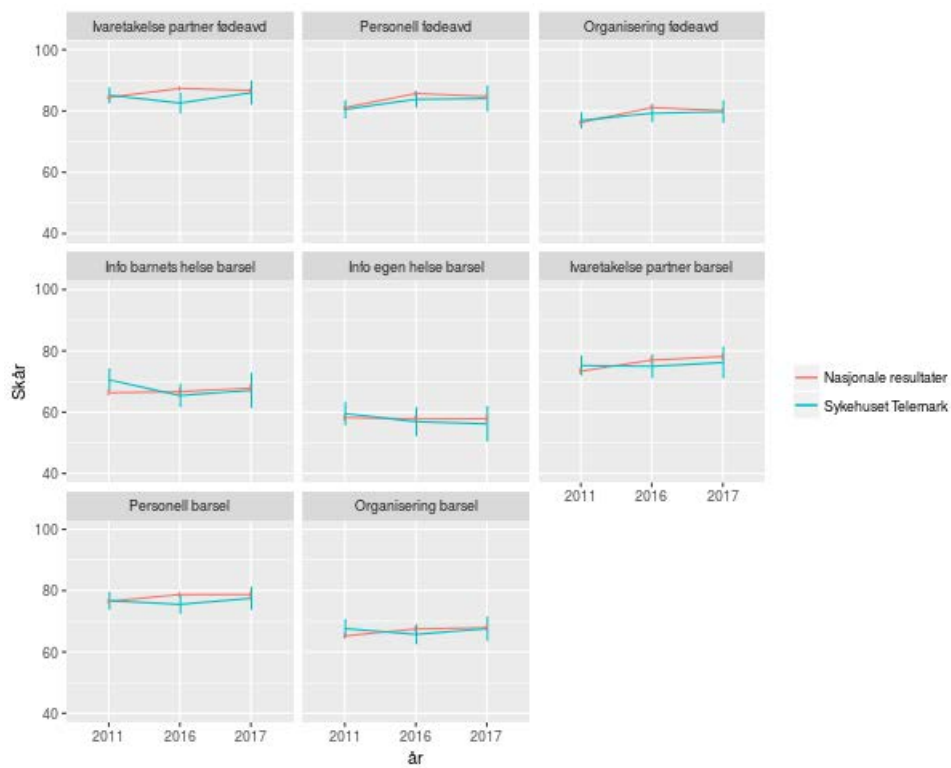 Ivaretakelse partner fødeavd
Personell fødeavd
Organisering fødeavd
100
80
60
40
Info barnets helse barsel
Info egen helse barsel
Ivaretakelse partner barsel
100
80
60
40
2011 2016 2017
Personell barsel
Organisering barsel
100
80
60
40
2011 2016 2017
2011 2016 2017
Skår
år
Nasjonale resultater
Sykehuset Telemark